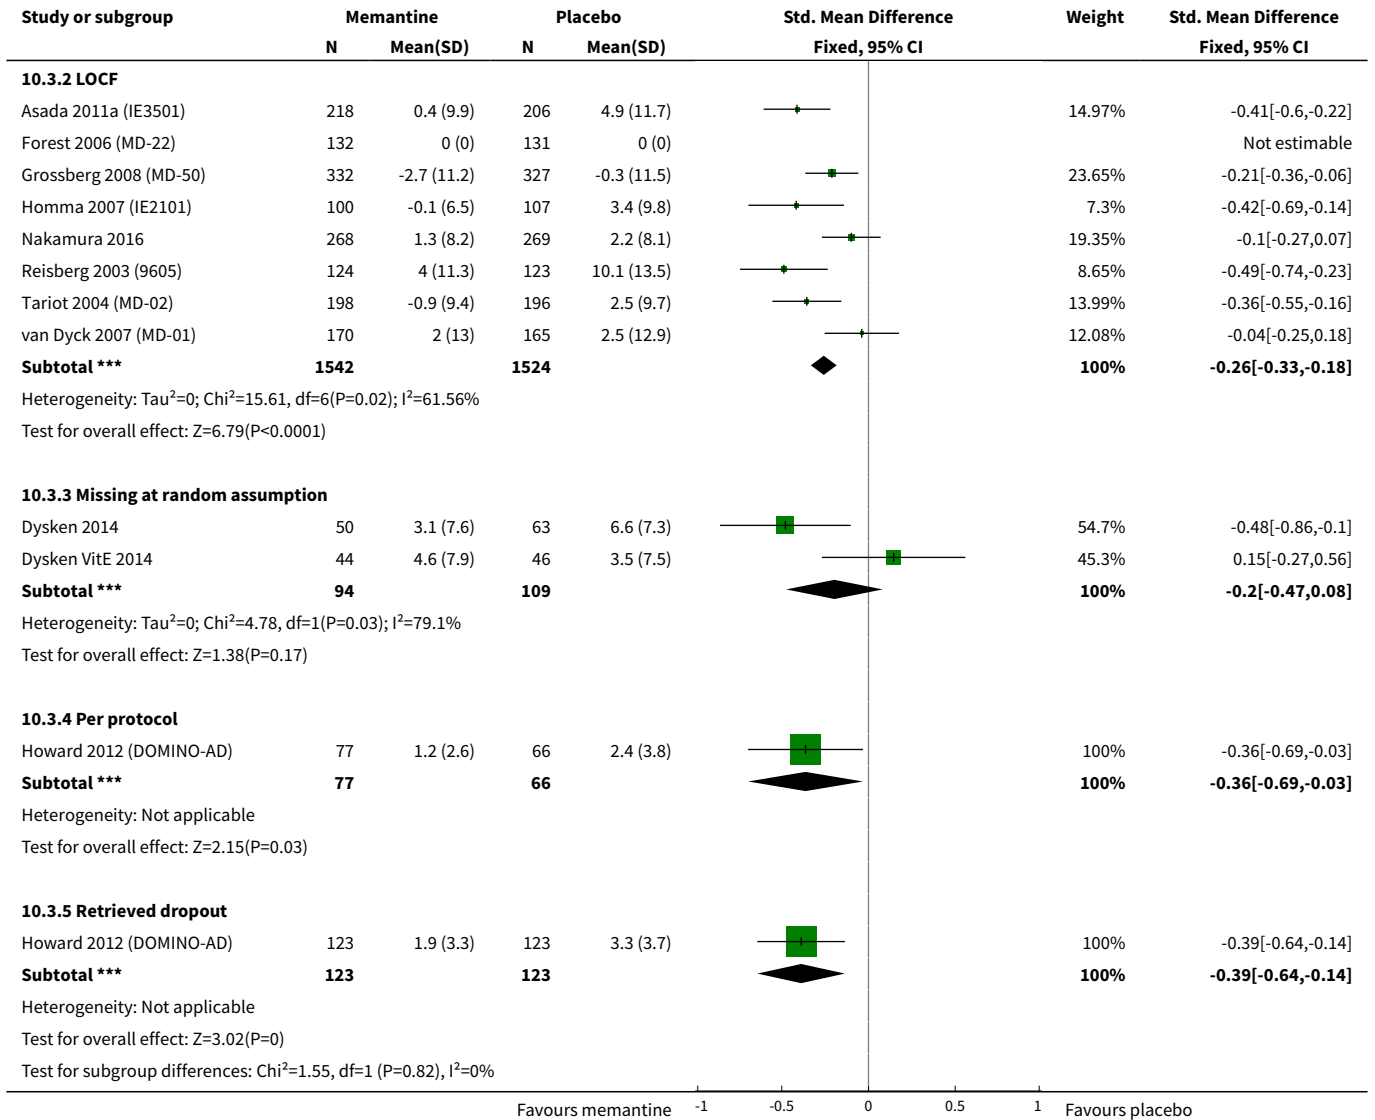 Study or subgroup Memantine Placebo Std. Mean Difference Weight Std. Mean Difference
N Mean(SD) N Mean(SD) Fixed, 95% CI Fixed, 95% CI
10.3.2 LOCF
Asada 2011a (IE3501) 218 0.4 (9.9) 206 4.9 (11.7) 14.97% -0.41[-0.6,-0.22]
Forest 2006 (MD-22) 132 0 (0) 131 0 (0) Not estimable
Grossberg 2008 (MD-50) 332 -2.7 (11.2) 327 -0.3 (11.5) 23.65% -0.21[-0.36,-0.06]
Homma 2007 (IE2101) 100 -0.1 (6.5) 107 3.4 (9.8) 7.3% -0.42[-0.69,-0.14]
Nakamura 2016 268 1.3 (8.2) 269 2.2 (8.1) 19.35% -0.1[-0.27,0.07]
Reisberg 2003 (9605) 124 4 (11.3) 123 10.1 (13.5) 8.65% -0.49[-0.74,-0.23]
Tariot 2004 (MD-02) 198 -0.9 (9.4) 196 2.5 (9.7) 13.99% -0.36[-0.55,-0.16]
van Dyck 2007 (MD-01) 170 2 (13) 165 2.5 (12.9) 12.08% -0.04[-0.25,0.18]
Subtotal *** 1542 1524 100% -0.26[-0.33,-0.18]
Heterogeneity: Tau²=0; Chi²=15.61, df=6(P=0.02); I²=61.56%
Test for overall effect: Z=6.79(P<0.0001)
10.3.3 Missing at random assumption
Dysken 2014 50 3.1 (7.6) 63 6.6 (7.3) 54.7% -0.48[-0.86,-0.1]
Dysken VitE 2014 44 4.6 (7.9) 46 3.5 (7.5) 45.3% 0.15[-0.27,0.56]
Subtotal *** 94 109 100% -0.2[-0.47,0.08]
Heterogeneity: Tau²=0; Chi²=4.78, df=1(P=0.03); I²=79.1%
Test for overall effect: Z=1.38(P=0.17)
10.3.4 Per protocol
Howard 2012 (DOMINO-AD) 77 1.2 (2.6) 66 2.4 (3.8) 100% -0.36[-0.69,-0.03]
Subtotal *** 77 66 100% -0.36[-0.69,-0.03]
Heterogeneity: Not applicable
Test for overall effect: Z=2.15(P=0.03)
10.3.5 Retrieved dropout
Howard 2012 (DOMINO-AD) 123 1.9 (3.3) 123 3.3 (3.7) 100% -0.39[-0.64,-0.14]
Subtotal *** 123 123 100% -0.39[-0.64,-0.14]
Heterogeneity: Not applicable
Test for overall effect: Z=3.02(P=0)
Test for subgroup differences: Chi²=1.55, df=1 (P=0.82), I²=0%
Favours memantine -1 -0.5 0 0.5 1 Favours placebo